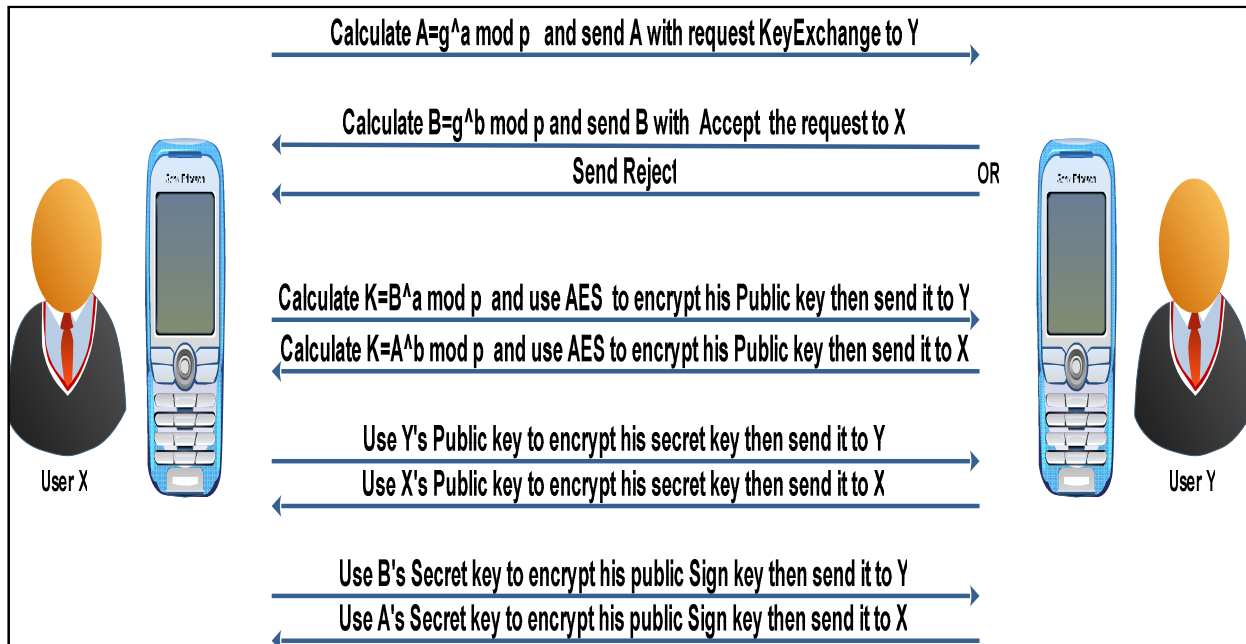 Calculate A=g^a mod p and send A with request KeyExchange to Y
Calculate B=g^b mod p and send B with Accept the request to X
Send Reject
OR
Sony Ericsson
Sony Ericsson
Calculate K=B^a mod p and use AES to encrypt his Public key then send it to Y
Calculate K=A^b mod p and use AES to encrypt his Public key then send it to X
Use Y's Public key to encrypt his secret key then send it to Y
Use X's Public key to encrypt his secret key then send it to X
User X
User Y
Use B's Secret key to encrypt his public Sign key then send it to Y
Use A's Secret key to encrypt his public Sign key then send it to X